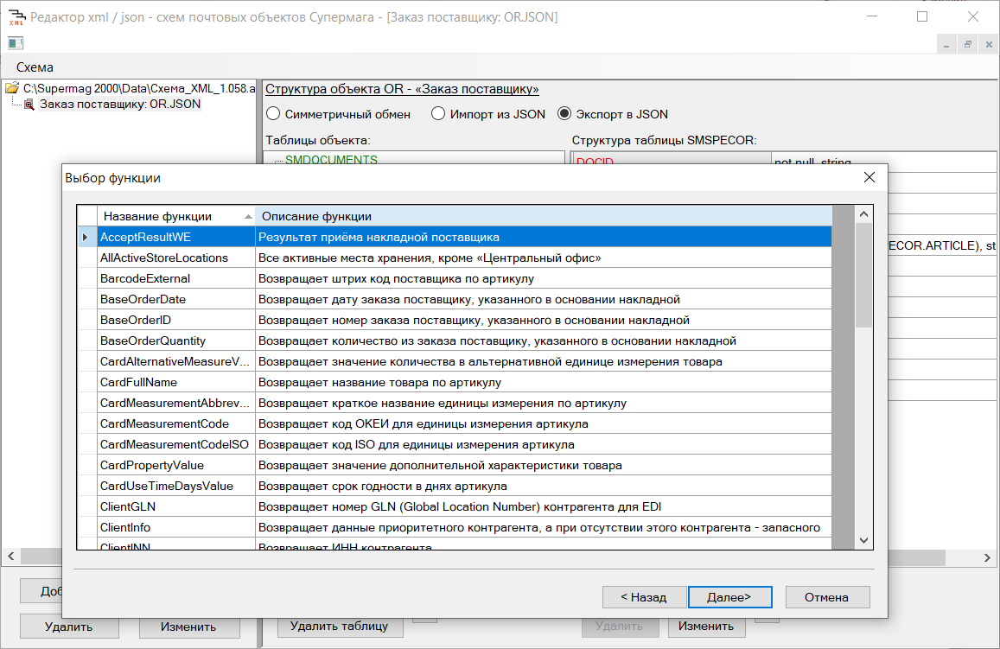 Редактор xml / json - схем почтовых объектов Супермага - [Заказ поставщику: OR.JSON]
Схема
C:\Supermag 2000\Data\Схема_XML_1.058.a
Заказ поставщику: OR.JSON
Структура объекта OR - «Заказ поставщику»
Симметричный обмен Импорт из JSON Экспорт в JSON
Таблицы объекта: Структура таблицы SMSPECOR:
SMDOCUMENTS DOCID not null, string
Выбор функции
Название функции Описание функции
AcceptResultWE Результат приёма накладной поставщика
AllActiveStoreLocations Все активные места хранения, кроме «Центральный офис»
ECOR.ARTICLE), st
BarcodeExternal Возвращает штрих код поставщика по артикулу
BaseOrderDate Возвращает дату заказа поставщику, указанного в основании накладной
BaseOrderID Возвращает номер заказа поставщику, указанного в основании накладной
BaseOrderQuantity Возвращает количество из заказа поставщику, указанного в основании накладной
CardAlternativeMeasureV... Возвращает значение количества в альтернативной единице измерения товара
CardFullName Возвращает название товара по артикулу
CardMeasurementAbbrev... Возвращает краткое название единицы измерения по артикулу
CardMeasurementCode Возвращает код ОКЕИ для единицы измерения артикула
CardMeasurementCodeISO Возвращает код ISO для единицы измерения артикула
CardPropertyValue Возвращает значение дополнительной характеристики товара
CardUseTimeDaysValue Возвращает срок годности в днях артикула
ClientGLN Возвращает номер GLN (Global Location Number) контрагента для EDI
ClientInfo Возвращает данные приоритетного контрагента, а при отсутствии этого контрагента - запасного
ClientINN Возвращает ИНН контрагента
Доб
< Назад Далее> Отмена
Удалить Изменить Удалить таблицу Удалить Изменить